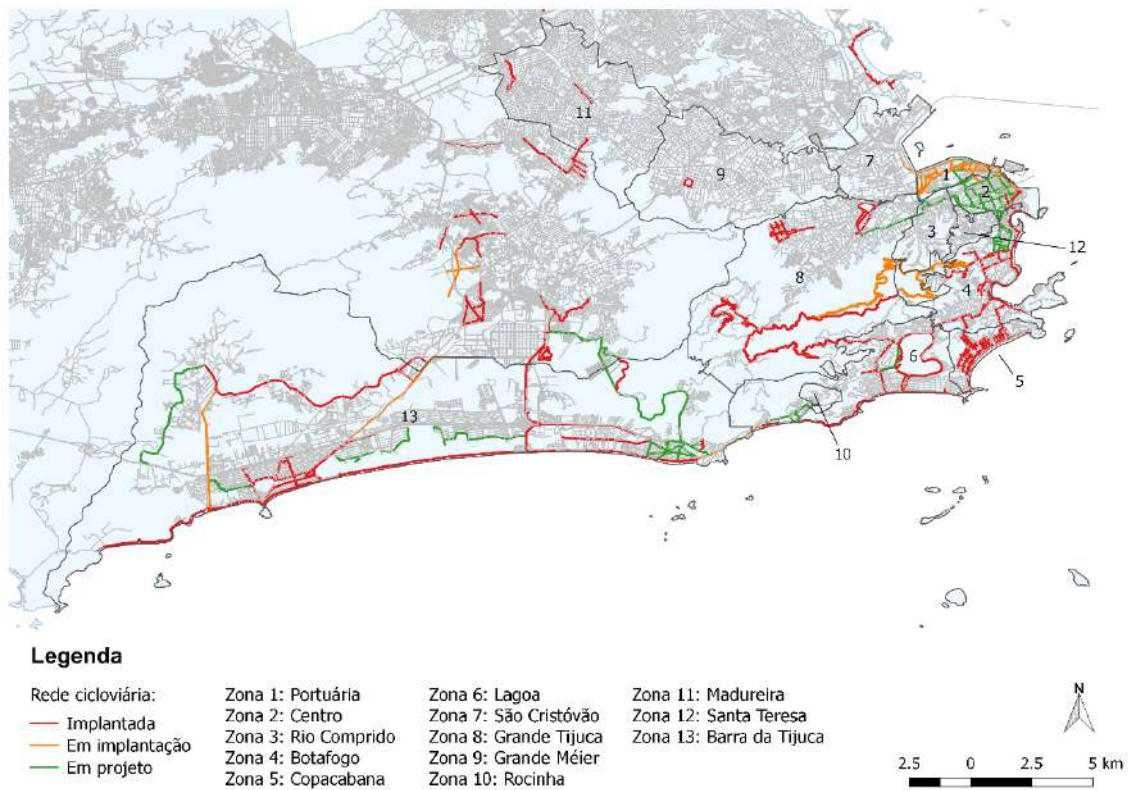 11
7
9
1
2
3
12
8
4
6
5
13
10
Legenda
Rede cicloviária:
Implantada
Em implantação
Em projeto
Zona 1: Portuária
Zona 2: Centro
Zona 3: Rio Comprido
Zona 4: Botafogo
Zona 5: Copacabana
Zona 6: Lagoa
Zona 7: São Cristóvão
Zona 8: Grande Tijuca
Zona 9: Grande Méier
Zona 10: Rocinha
Zona 11: Madureira
Zona 12: Santa Teresa
Zona 13: Barra da Tijuca
N
2.5 0 2.5 5 km